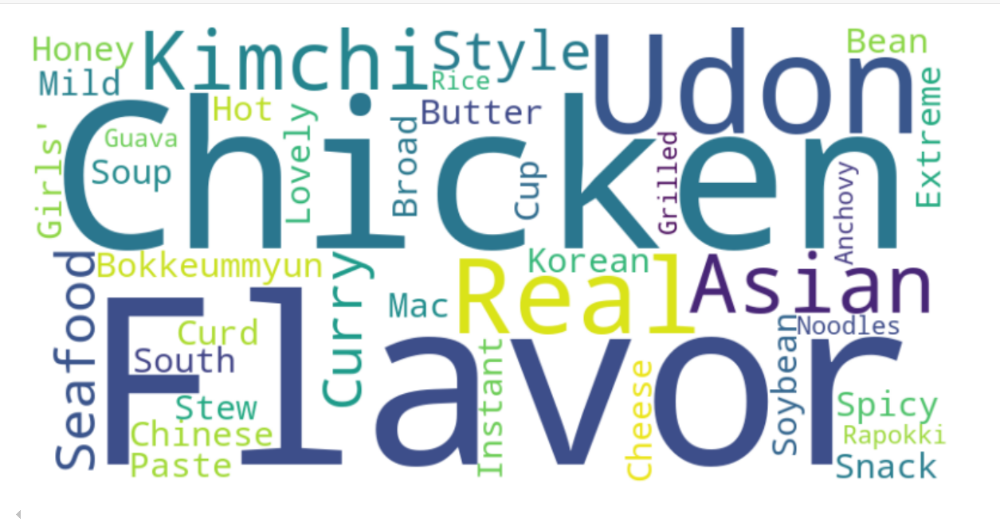 Honey
Kimchi
Style
Udon
Bean
Mild
Rice
Extreme
Hot
Butter
Chicken
Guava
Lovely
Broad
Girls'
Soup
Cup
Grilled
Anchovy
Seafood
Bokkeummyun
Curry
Korean
Real
Asian
Mac
Flavor
Curd
South
Noodles
Soybean
Stew
Instant
Cheese
Spicy
Chinese
Rapokki
Paste
Snack